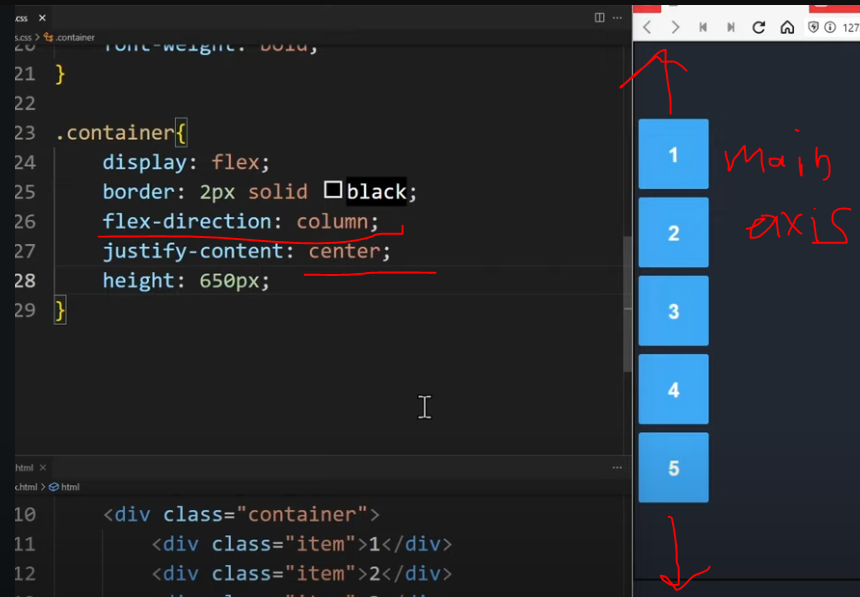 .css ×
s.css > .container
20 font-weight: bold;
21 }
22
23 .container{
24 display: flex;
25 border: 2px solid black;
26 flex-direction: column;
27 justify-content: center;
28 height: 650px;
29 }
html ×
.html > html
10 <div class="container">
11 <div class="item">1</div>
12 <div class="item">2</div>
127
1
2
3
4
5
main
axis